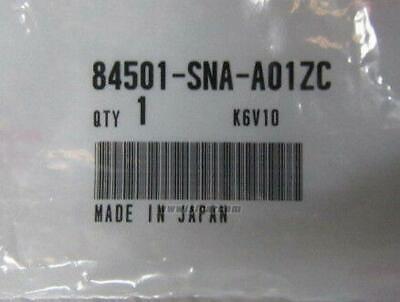 84501-SNA-A01ZC
QTY 1 K6V10
MADE IN JAPAN